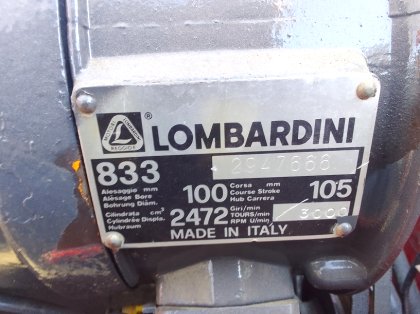 ® LOMBARDINI
833 2947666
Alesaggio mm
Alésage Bore
Bohrung Diam.
100
Corsa mm
Course Stroke
Hub Carrera
105
Cilindrata cm³
Cylindrée Displa.
Hubraum
2472
Giri/min
TOURS/min
RPM U/min
3000
MADE IN ITALY